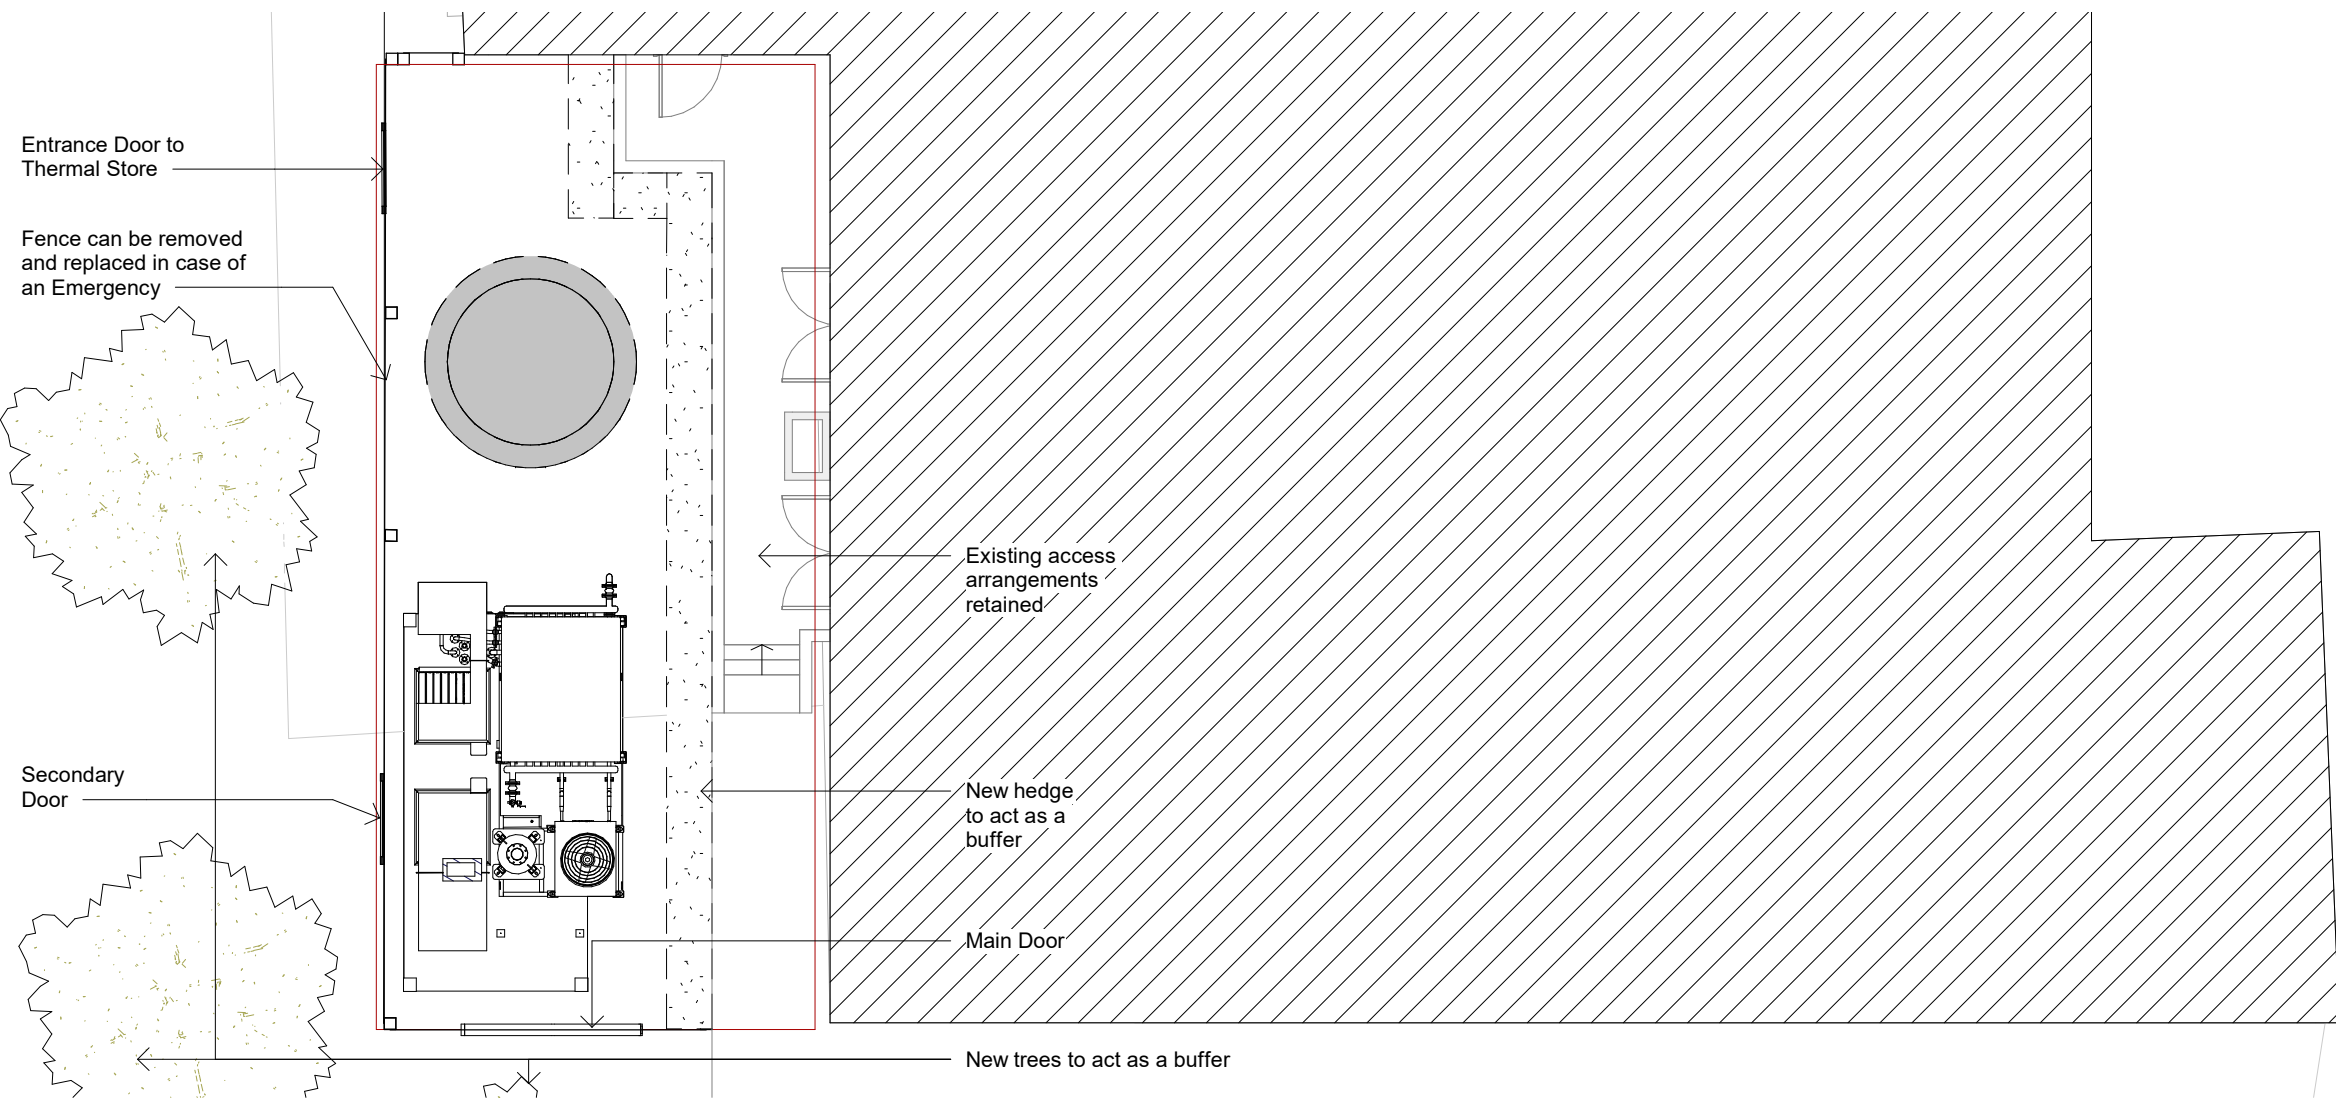 Entrance Door to
Thermal Store
Fence can be removed
and replaced in case of
an Emergency
Existing access
arrangements
retained
Secondary
Door
New hedge
to act as a
buffer
Main Door
New trees to act as a buffer